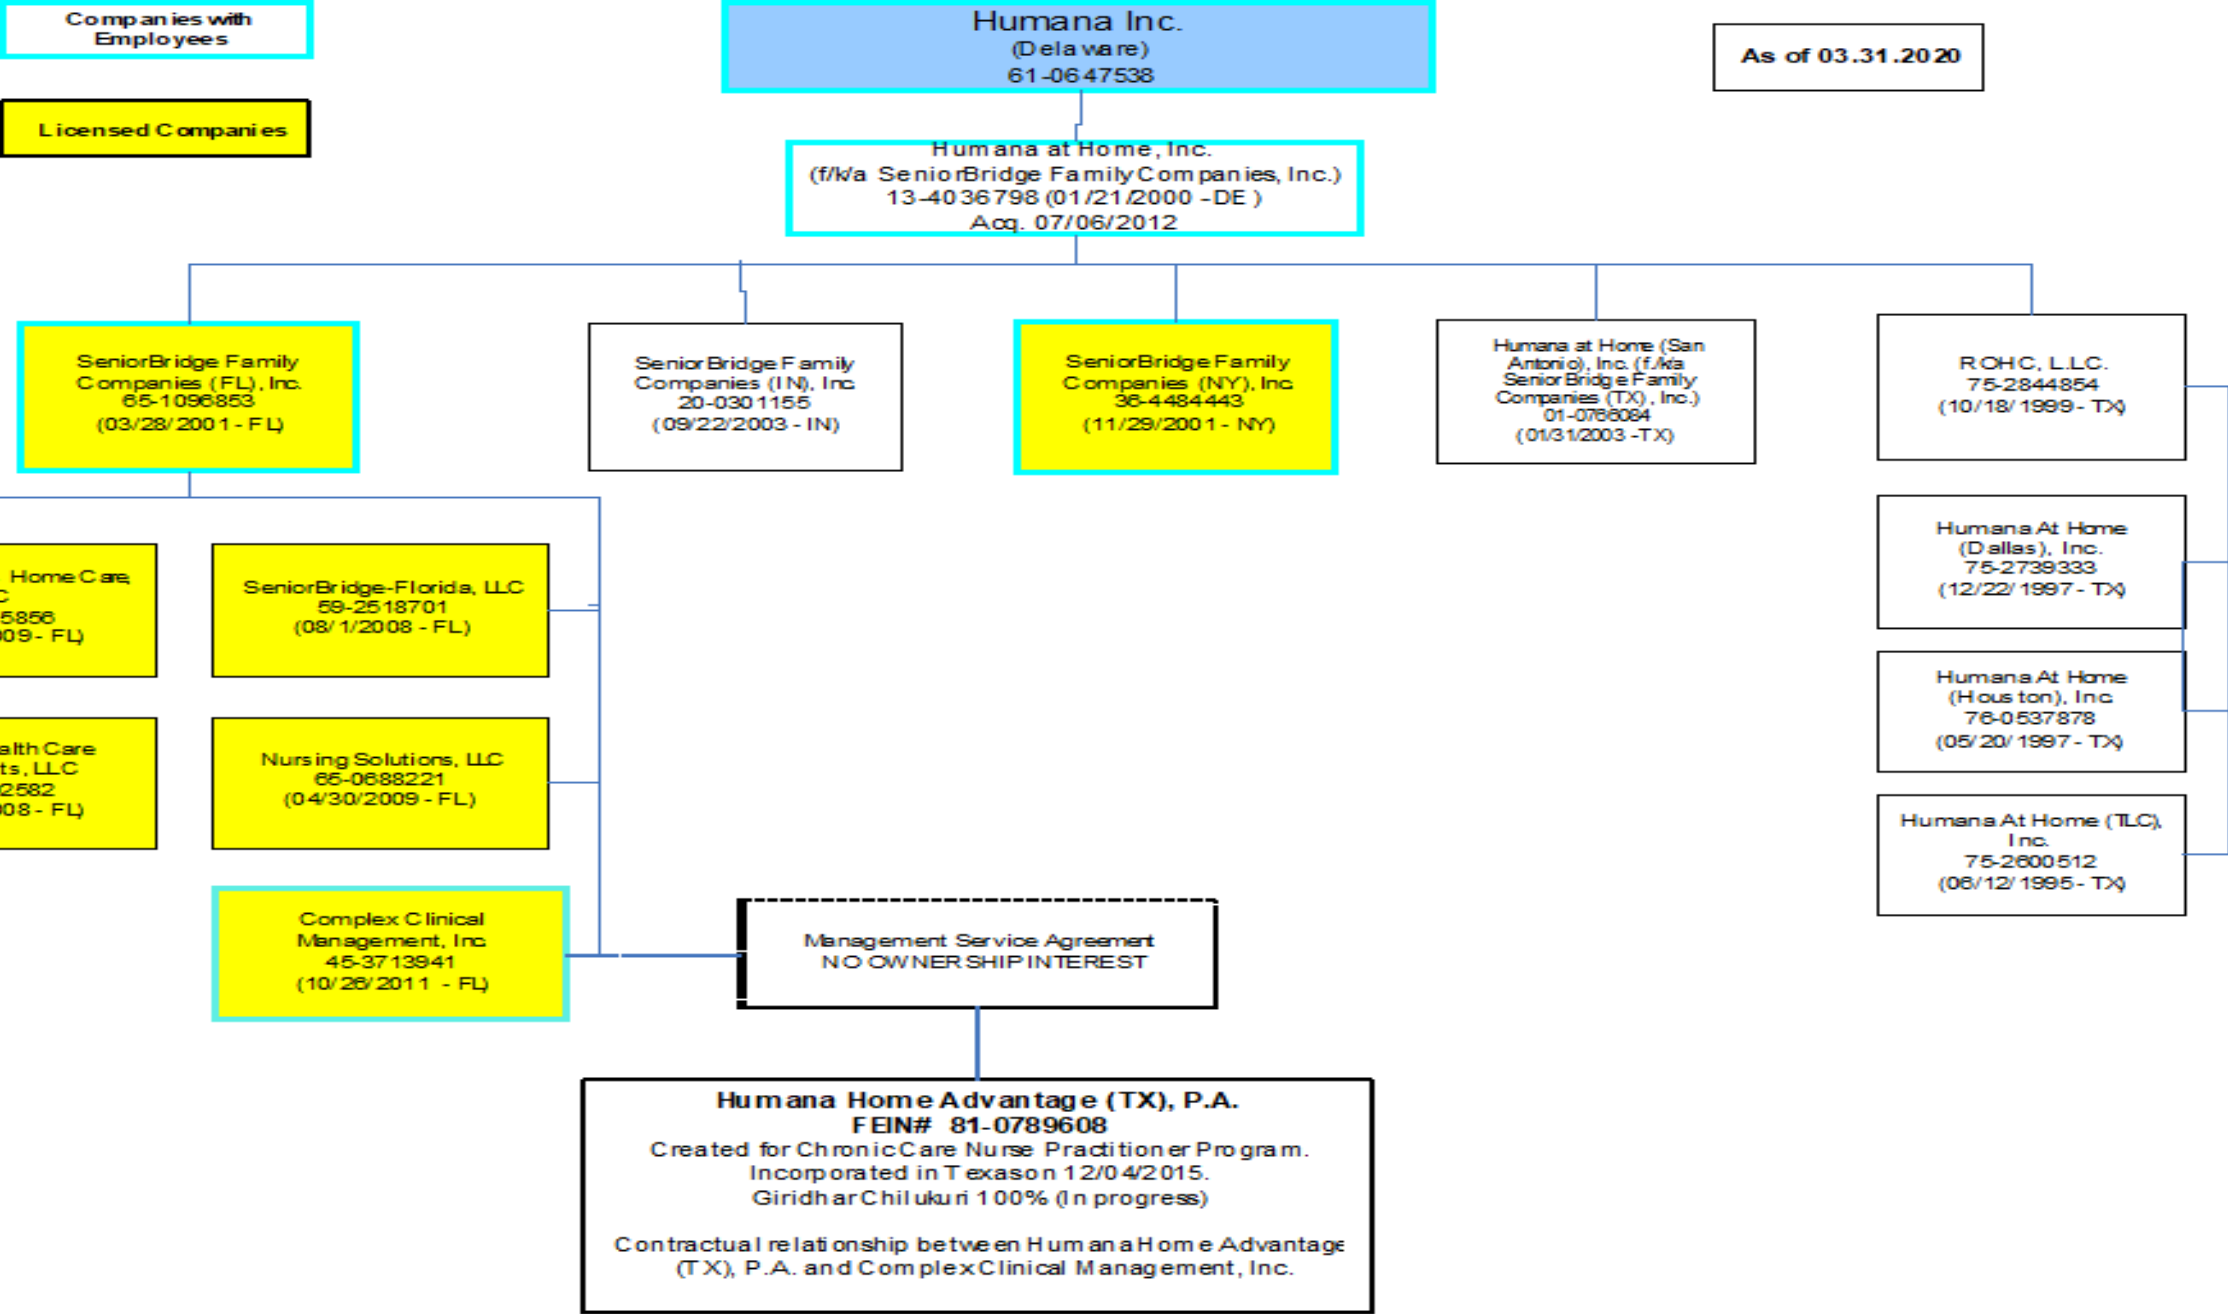 Companies with
Employees
Humana Inc.
(Delaware)
61-0647538
As of 03.31.2020
Licensed Companies
Humana at Home, Inc.
(f/k/a SeniorBridge Family Companies, Inc.)
13-4036798 (01/21/2000 - DE )
Acq. 07/06/2012
SeniorBridge Family
Companies (FL), Inc.
65-1096853
(03/28/2001 - FL)
SeniorBridge Family
Companies (IN), Inc
20-0301155
(09/22/2003 - IN)
SeniorBridge Family
Companies (NY), Inc
36-4484443
(11/29/2001 - NY)
Humana at Home (San
Antonio), Inc. (f./k/a
SeniorBridge Family
Companies (TX), Inc.)
01-0766084
(01/31/2003 -TX)
ROHC, L.LC.
75-2844854
(10/18/1999 - TX)
Home Care,
C
5856
009 - FL)
SeniorBridge-Florida, LLC
59-2518701
(08/1/2008 - FL)
Humana At Home
(Dallas), Inc.
75-2739333
(12/22/1997 - TX)
alth Care
ts, LLC
2582
008 - FL)
Nursing Solutions, LLC
65-0688221
(04/30/2009 - FL)
Humana At Home
(Houston), Inc
76-0537878
(05/20/1997 - TX)
Humana At Home (TLC),
Inc.
75-2600512
(06/12/1995 - TX)
Complex Clinical
Management, Inc
45-3713941
(10/26/2011 - FL)
Management Service Agreement
NO OWNERSHIP INTEREST
Humana Home Advantage (TX), P.A.
FEIN# 81-0789608
Created for Chronic Care Nurse Practitioner Program.
Incorporated in Texas on 12/04/2015.
Giridhar Chilukuri 100% (In progress)
Contractual relationship between Humana Home Advantage
(TX), P.A. and Complex Clinical Management, Inc.